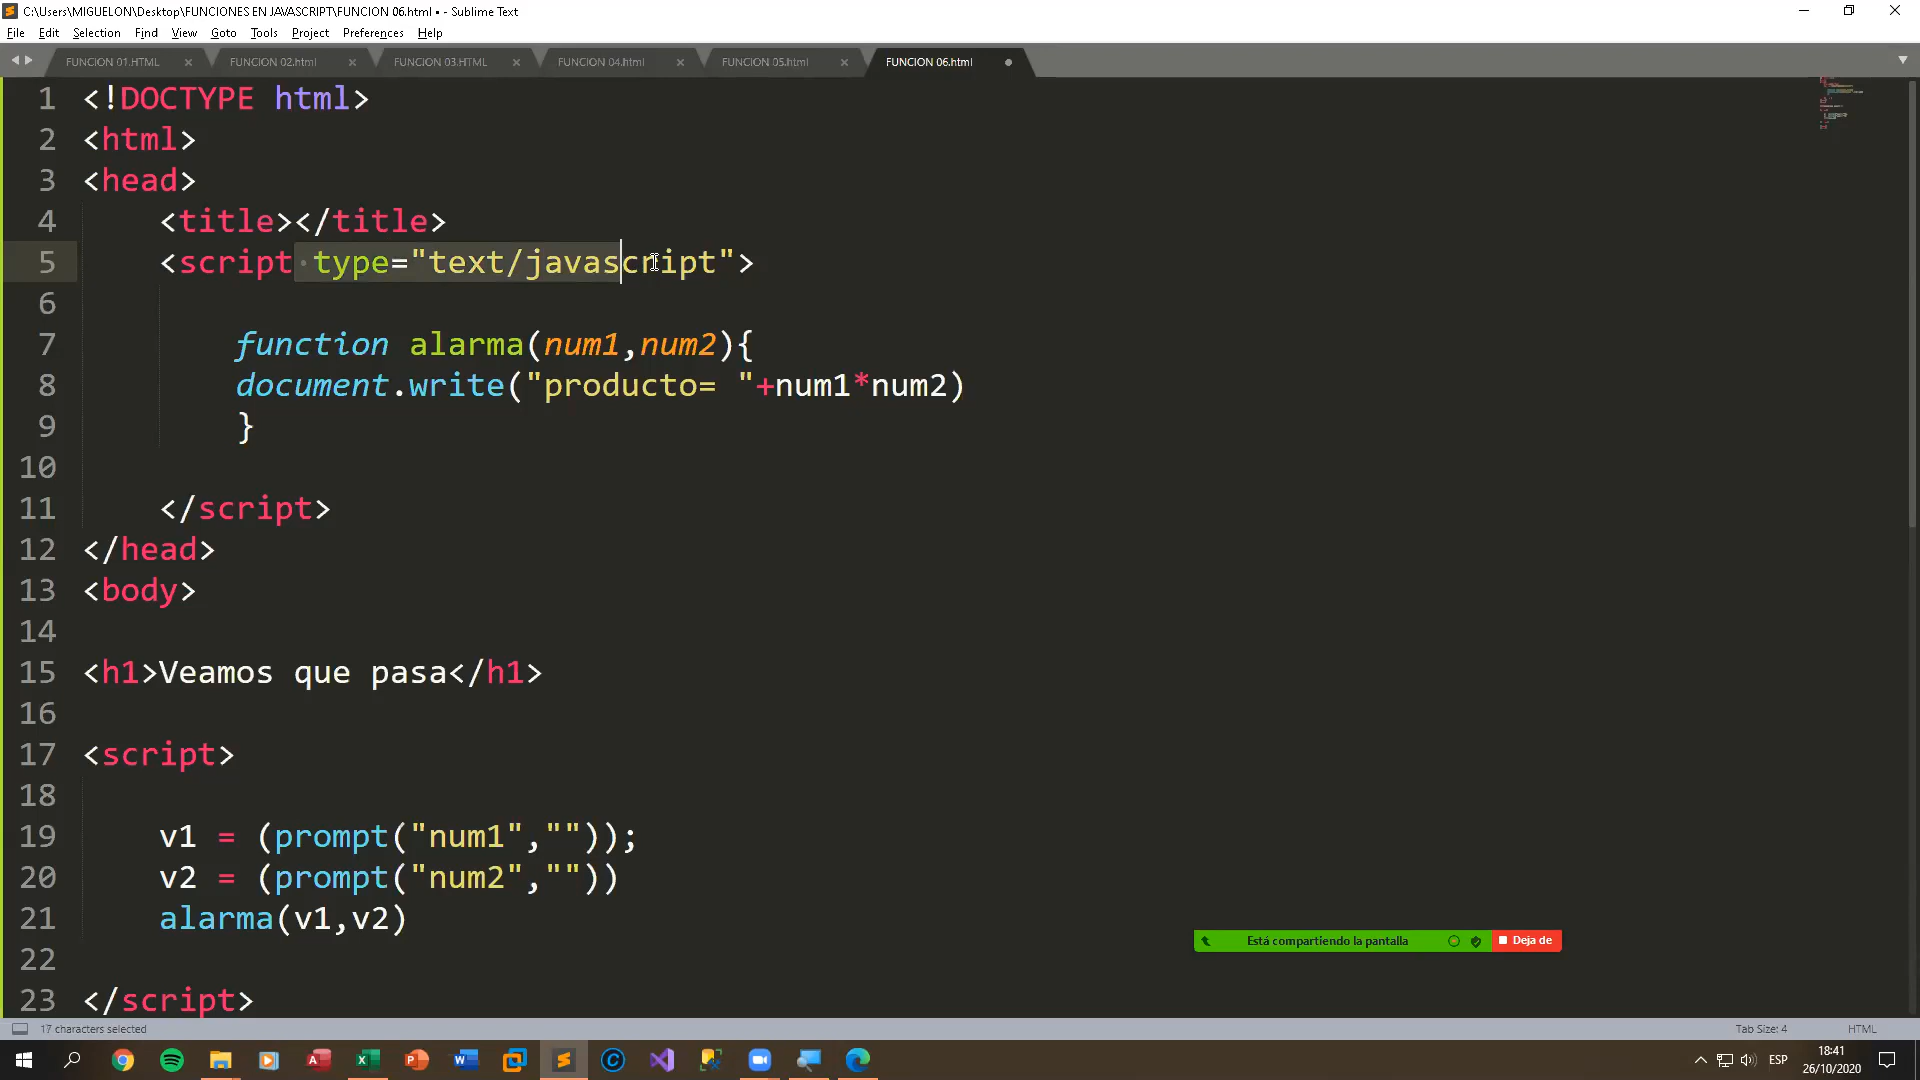 C:\Users\MIGUELON\Desktop\FUNCIONES EN JAVASCRIPT\FUNCION 06.html • - Sublime Text
File Edit Selection Find View Goto Tools Project Preferences Help
FUNCION 01.HTML FUNCION 02.html FUNCION 03.HTML FUNCION 04.html FUNCION 05.html FUNCION 06.html
1 <!DOCTYPE html>
2 <html>
3 <head>
4 <title></title>
5 <script type="text/javascript">
6
7 function alarma(num1,num2){
8 document.write("producto= "+num1*num2)
9 }
10
11 </script>
12 </head>
13 <body>
14
15 <h1>Veamos que pasa</h1>
16
17 <script>
18
19 v1 = (prompt("num1",""));
20 v2 = (prompt("num2",""))
21 alarma(v1,v2)
22
23 </script>
Está compartiendo la pantalla Deja de
17 characters selected Tab Size: 4 HTML
ESP 18:41
26/10/2020